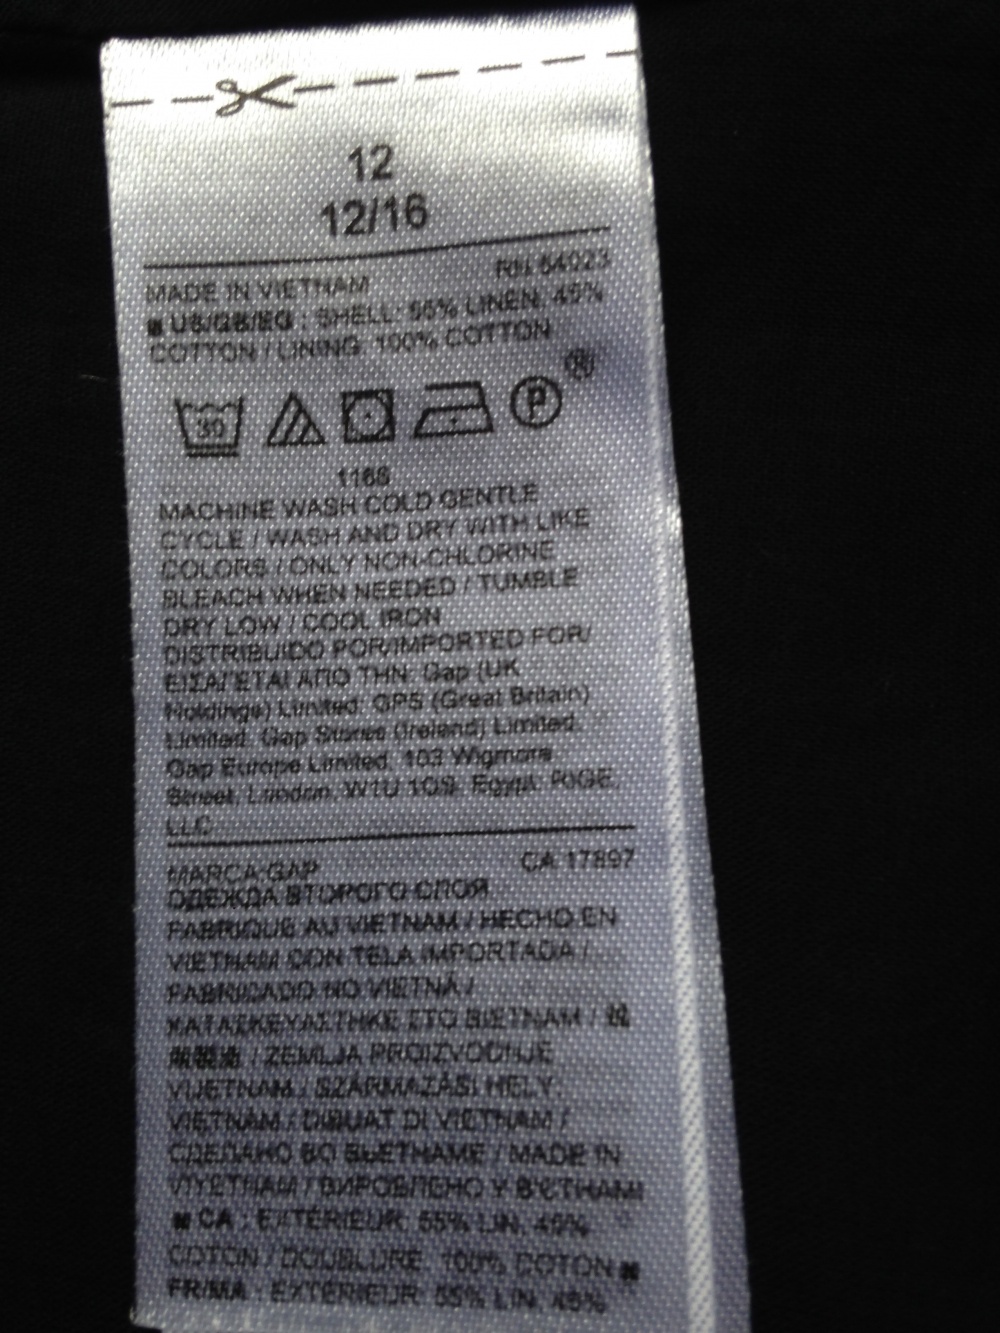 12
12/16
MADE IN VIETNAM RN 54023
■ US/GB/EG : SHELL: 55% LINEN, 45%
COTTON / LINING: 100% COTTON
30 P ®
1168
MACHINE WASH COLD GENTLE
CYCLE / WASH AND DRY WITH LIKE
COLORS / ONLY NON-CHLORINE
BLEACH WHEN NEEDED / TUMBLE
DRY LOW / COOL IRON
DISTRIBUIDO POR/IMPORTED FOR/
ΕΙΣΑΓΕΤΑΙ ΑΠΟ ΤΗΝ: Gap (UK
Holdings) Limited. GPS (Great Britain)
Limited. Gap Stores (Ireland) Limited.
Gap Europe Limited, 103 Wigmore
Street, London, W1U 1QS. Egypt: RIGE,
LLC
MARCA:GAP CA 17897
ОДЕЖДА ВТОРОГО СЛОЯ
FABRIQUÉ AU VIETNAM / HECHO EN
VIETNAM CON TELA IMPORTADA /
FABRICADO NO VIETNÃ /
ΚΑΤΑΣΚΕΥΑΣΤΗΚΕ ΣΤΟ ΒΙΕΤΝΑΜ / 越
南製造 / ZEMLJA PROIZVODNJE
VIJETNAM / SZÁRMAZÁSI HELY:
VIETNAM / DIBUAT DI VIETNAM /
СДЕЛАНО ВО ВЬЕТНАМЕ / MADE IN
VIYETNAM / ВИРОБЛЕНО У В'ЄТНАМІ
■ CA : EXTÉRIEUR: 55% LIN, 45%
COTON / DOUBLURE: 100% COTON ■
FR/MA : EXTÉRIEUR: 55% LIN, 45%